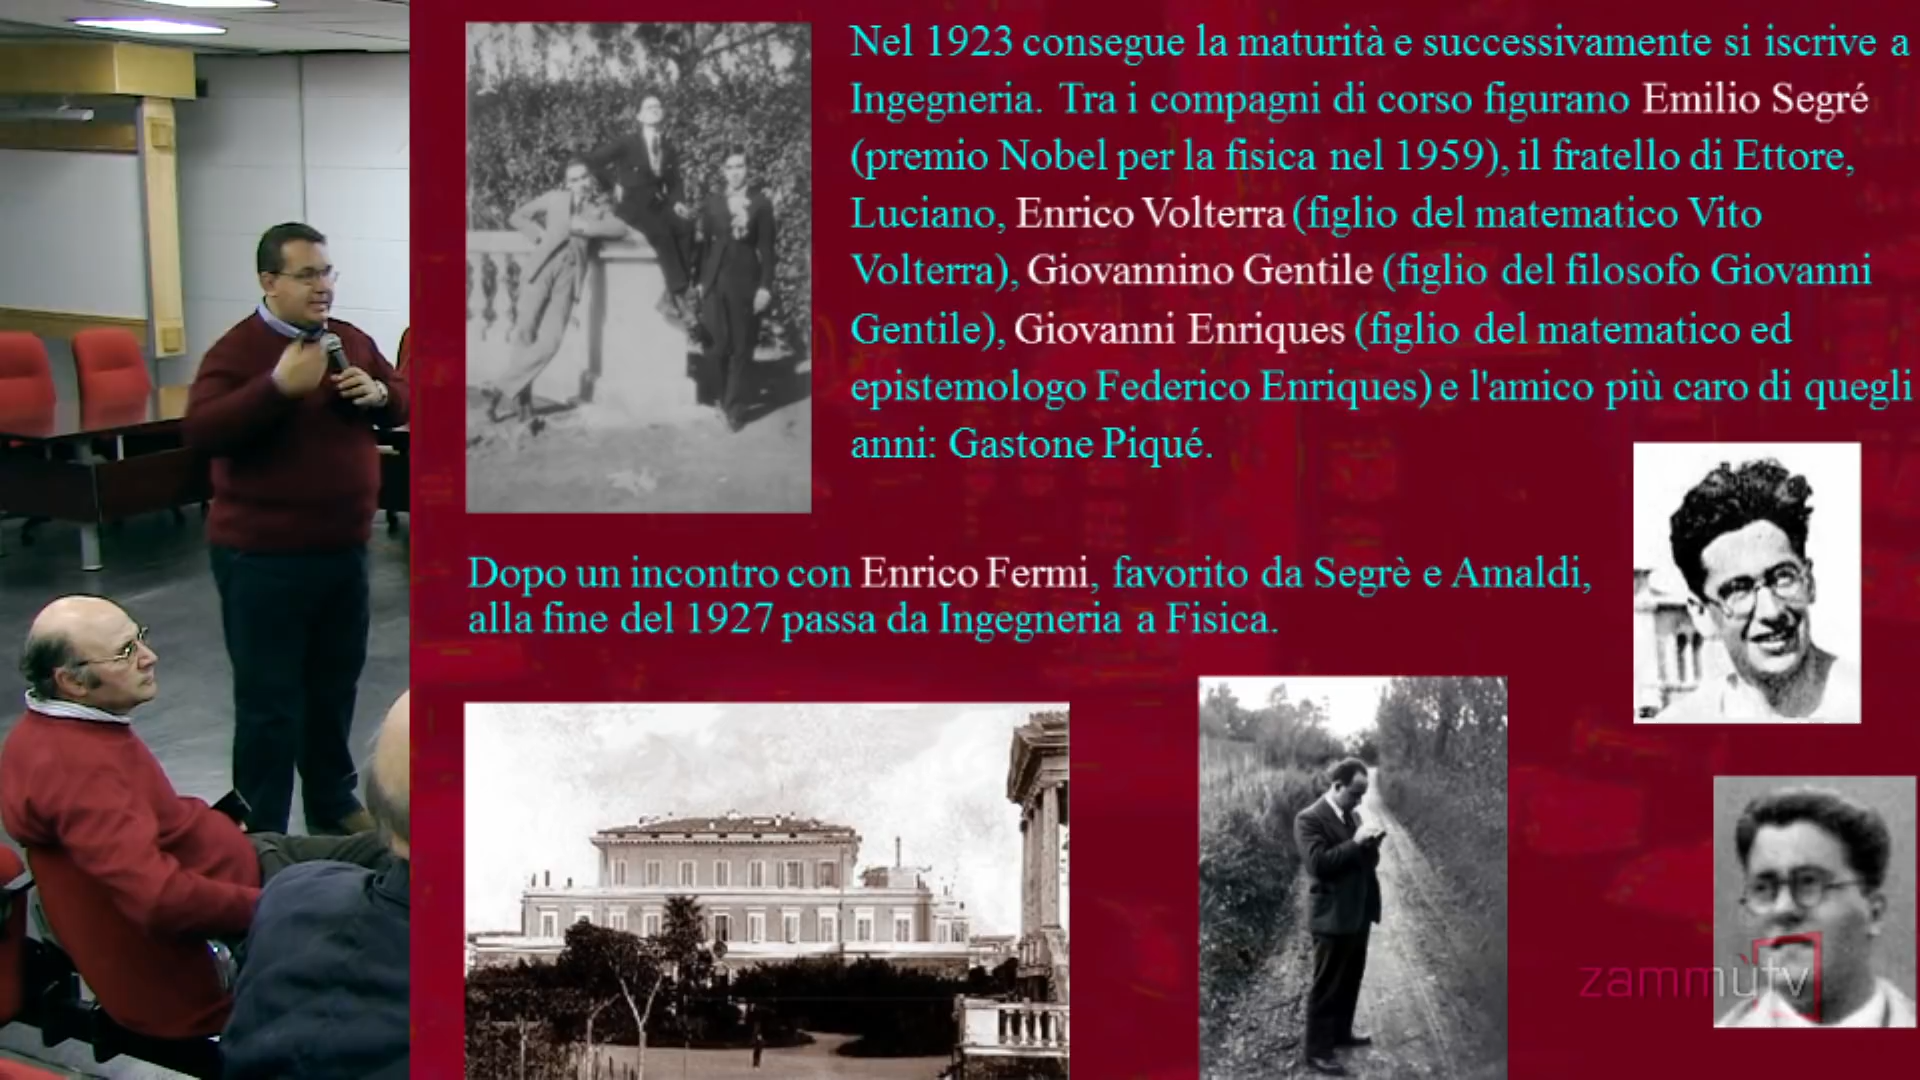 Nel 1923 consegue la maturità e successivamente si iscrive a
Ingegneria. Tra i compagni di corso figurano Emilio Segré
(premio Nobel per la fisica nel 1959), il fratello di Ettore,
Luciano, Enrico Volterra (figlio del matematico Vito
Volterra), Giovannino Gentile (figlio del filosofo Giovanni
Gentile), Giovanni Enriques (figlio del matematico ed
epistemologo Federico Enriques) e l'amico più caro di quegli
anni: Gastone Piqué.
Dopo un incontro con Enrico Fermi, favorito da Segrè e Amaldi,
alla fine del 1927 passa da Ingegneria a Fisica.
zammùtv